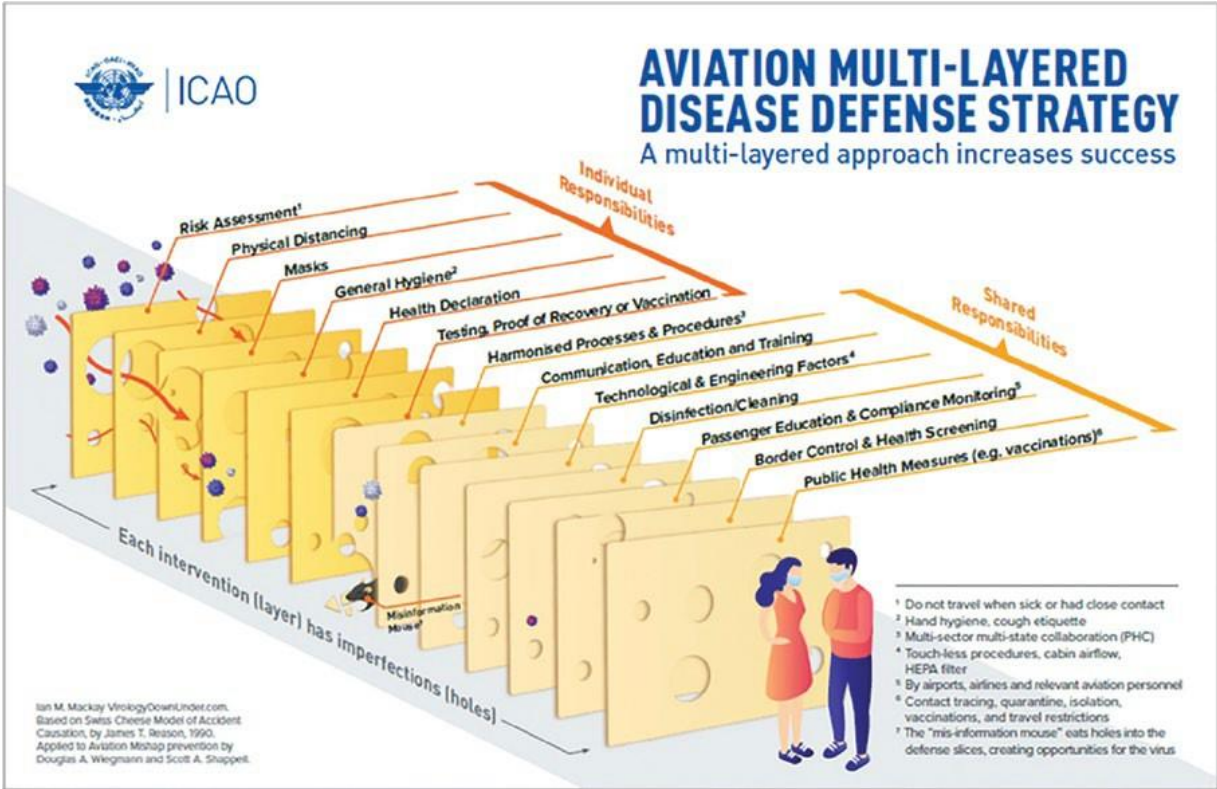 ICAO
AVIATION MULTI-LAYERED
DISEASE DEFENSE STRATEGY
A multi-layered approach increases success
Individual
Responsibilities
Risk Assessment¹
Physical Distancing
Masks
General Hygiene²
Health Declaration
Testing, Proof of Recovery or Vaccination
Shared
Responsibilities
Harmonised Processes & Procedures³
Communication, Education and Training
Technological & Engineering Factors⁴
Disinfection/Cleaning
Passenger Education & Compliance Monitoring⁵
Border Control & Health Screening
Public Health Measures (e.g. vaccinations)⁶
Misinformation
Mouse⁷
Each intervention (layer) has imperfections (holes)
¹ Do not travel when sick or had close contact
² Hand hygiene, cough etiquette
³ Multi-sector multi-state collaboration (PHC)
⁴ Touch-less procedures, cabin airflow,
HEPA filter
⁵ By airports, airlines and relevant aviation personnel
⁶ Contact tracing, quarantine, isolation,
vaccinations, and travel restrictions
⁷ The "mis-information mouse" eats holes into the
defense slices, creating opportunities for the virus
Ian M. Mackay VirologyDownUnder.com.
Based on Swiss Cheese Model of Accident
Causation, by James T. Reason, 1990.
Applied to Aviation Mishap prevention by
Douglas A. Wiegmann and Scott A. Shappell.